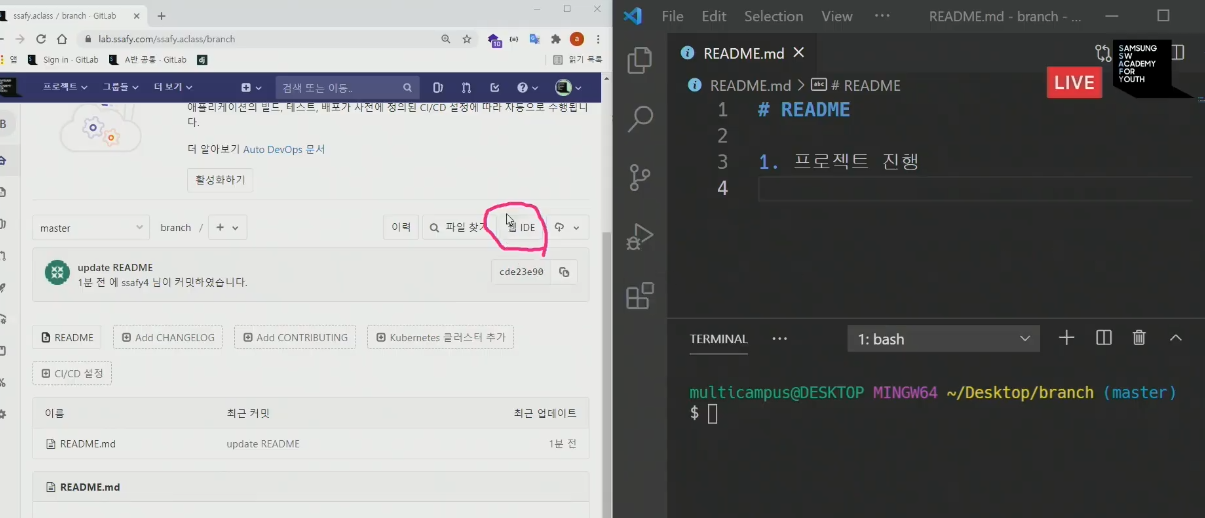 ssafy.aclass / branch · GitLab
lab.ssafy.com/ssafy.aclass/branch
앱
Sign in · GitLab
A반 공통 · GitLab
읽기 목록
프로젝트
그룹들
더 보기
검색 또는 이동..
애플리케이션의 빌드, 테스트, 배포가 사전에 정의된 CI/CD 설정에 따라 자동으로 수행됩니
다.
더 알아보기 Auto DevOps 문서
활성화하기
master
branch /
이력
파일 찾기
웹 IDE
update README
1분 전 에 ssafy4 님이 커밋하였습니다.
cde23e90
README
Add CHANGELOG
Add CONTRIBUTING
Kubernetes 클러스터 추가
CI/CD 설정
이름
최근 커밋
최근 업데이트
README.md
update README
1분 전
README.md
File Edit Selection View ···
README.md - branch - ...
README.md
SAMSUNG
SW
ACADEMY
FOR
YOUTH
LIVE
README.md > # README
1 # README
2
3 1. 프로젝트 진행
4
TERMINAL ···
1: bash
multicampus@DESKTOP MINGW64 ~/Desktop/branch (master)
$